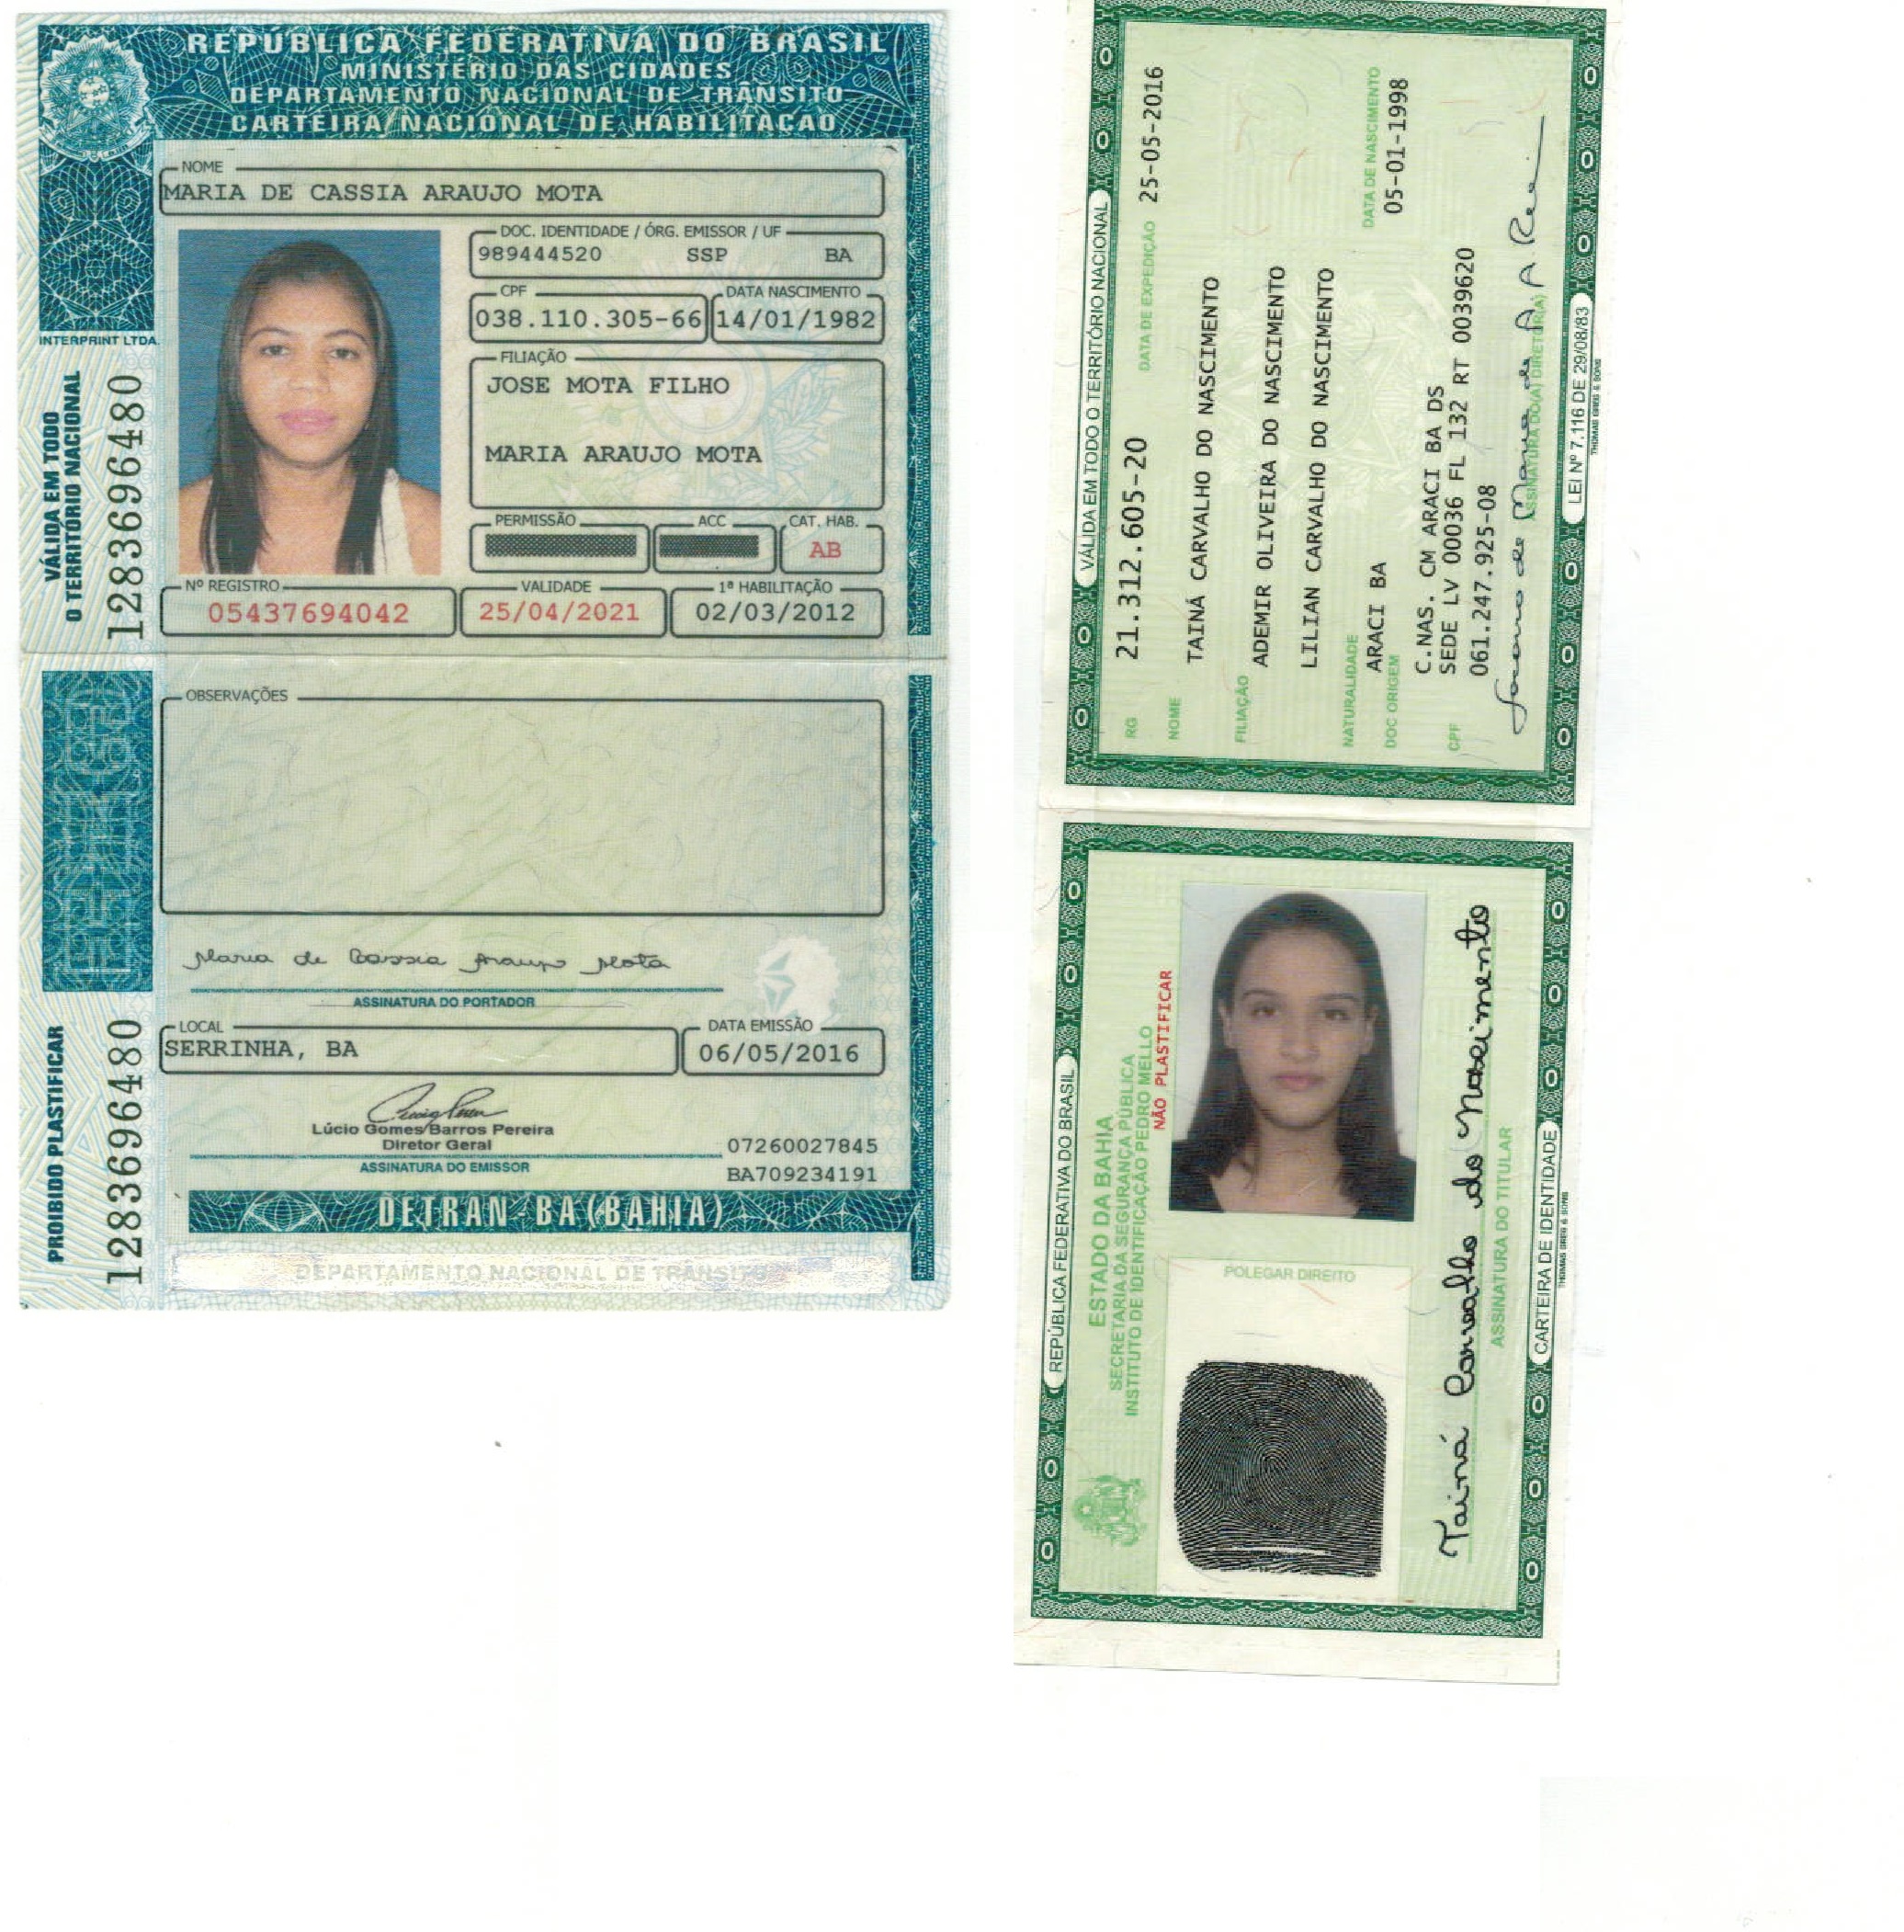 REPÚBLICA FEDERATIVA DO BRASIL
MINISTÉRIO DAS CIDADES
DEPARTAMENTO NACIONAL DE TRÂNSITO
CARTEIRA NACIONAL DE HABILITAÇÃO
NOME
MARIA DE CASSIA ARAUJO MOTA
DOC. IDENTIDADE / ÓRG. EMISSOR / UF
989444520 SSP BA
CPF DATA NASCIMENTO
038.110.305-66 14/01/1982
FILIAÇÃO
JOSE MOTA FILHO
MARIA ARAUJO MOTA
PERMISSÃO ACC CAT. HAB.
AB
Nº REGISTRO VALIDADE 1ª HABILITAÇÃO
05437694042 25/04/2021 02/03/2012
INTERPRINT LTDA.
VÁLIDA EM TODO
O TERRITÓRIO NACIONAL
1283696480
OBSERVAÇÕES
Maria de Cassia Araujo Mota
ASSINATURA DO PORTADOR
LOCAL DATA EMISSÃO
SERRINHA, BA 06/05/2016
Lúcio Gomes Barros Pereira
Diretor Geral
ASSINATURA DO EMISSOR
07260027845
BA709234191
DETRAN-BA (BAHIA)
DEPARTAMENTO NACIONAL DE TRÂNSITO
PROIBIDO PLASTIFICAR
1283696480
VÁLIDA EM TODO O TERRITÓRIO NACIONAL
RG 21.312.605-20 DATA DE EXPEDIÇÃO 25-05-2016
NOME
TAINÁ CARVALHO DO NASCIMENTO
FILIAÇÃO
ADEMIR OLIVEIRA DO NASCIMENTO
LILIAN CARVALHO DO NASCIMENTO
NATURALIDADE DATA DE NASCIMENTO
ARACI BA 05-01-1998
DOC ORIGEM
C.NAS. CM ARACI BA DS
SEDE LV 00036 FL 132 RT 0039620
CPF 061.247.925-08
ASSINATURA DO(A) DIRETOR(A)
LEI Nº 7.116 DE 29/08/83
THOMAS GREG & SONS
REPÚBLICA FEDERATIVA DO BRASIL
ESTADO DA BAHIA
SECRETARIA DA SEGURANÇA PÚBLICA
INSTITUTO DE IDENTIFICAÇÃO PEDRO MELLO
NÃO PLASTIFICAR
POLEGAR DIREITO
Tainá Carvalho do Nascimento
ASSINATURA DO TITULAR
CARTEIRA DE IDENTIDADE
THOMAS GREG & SONS